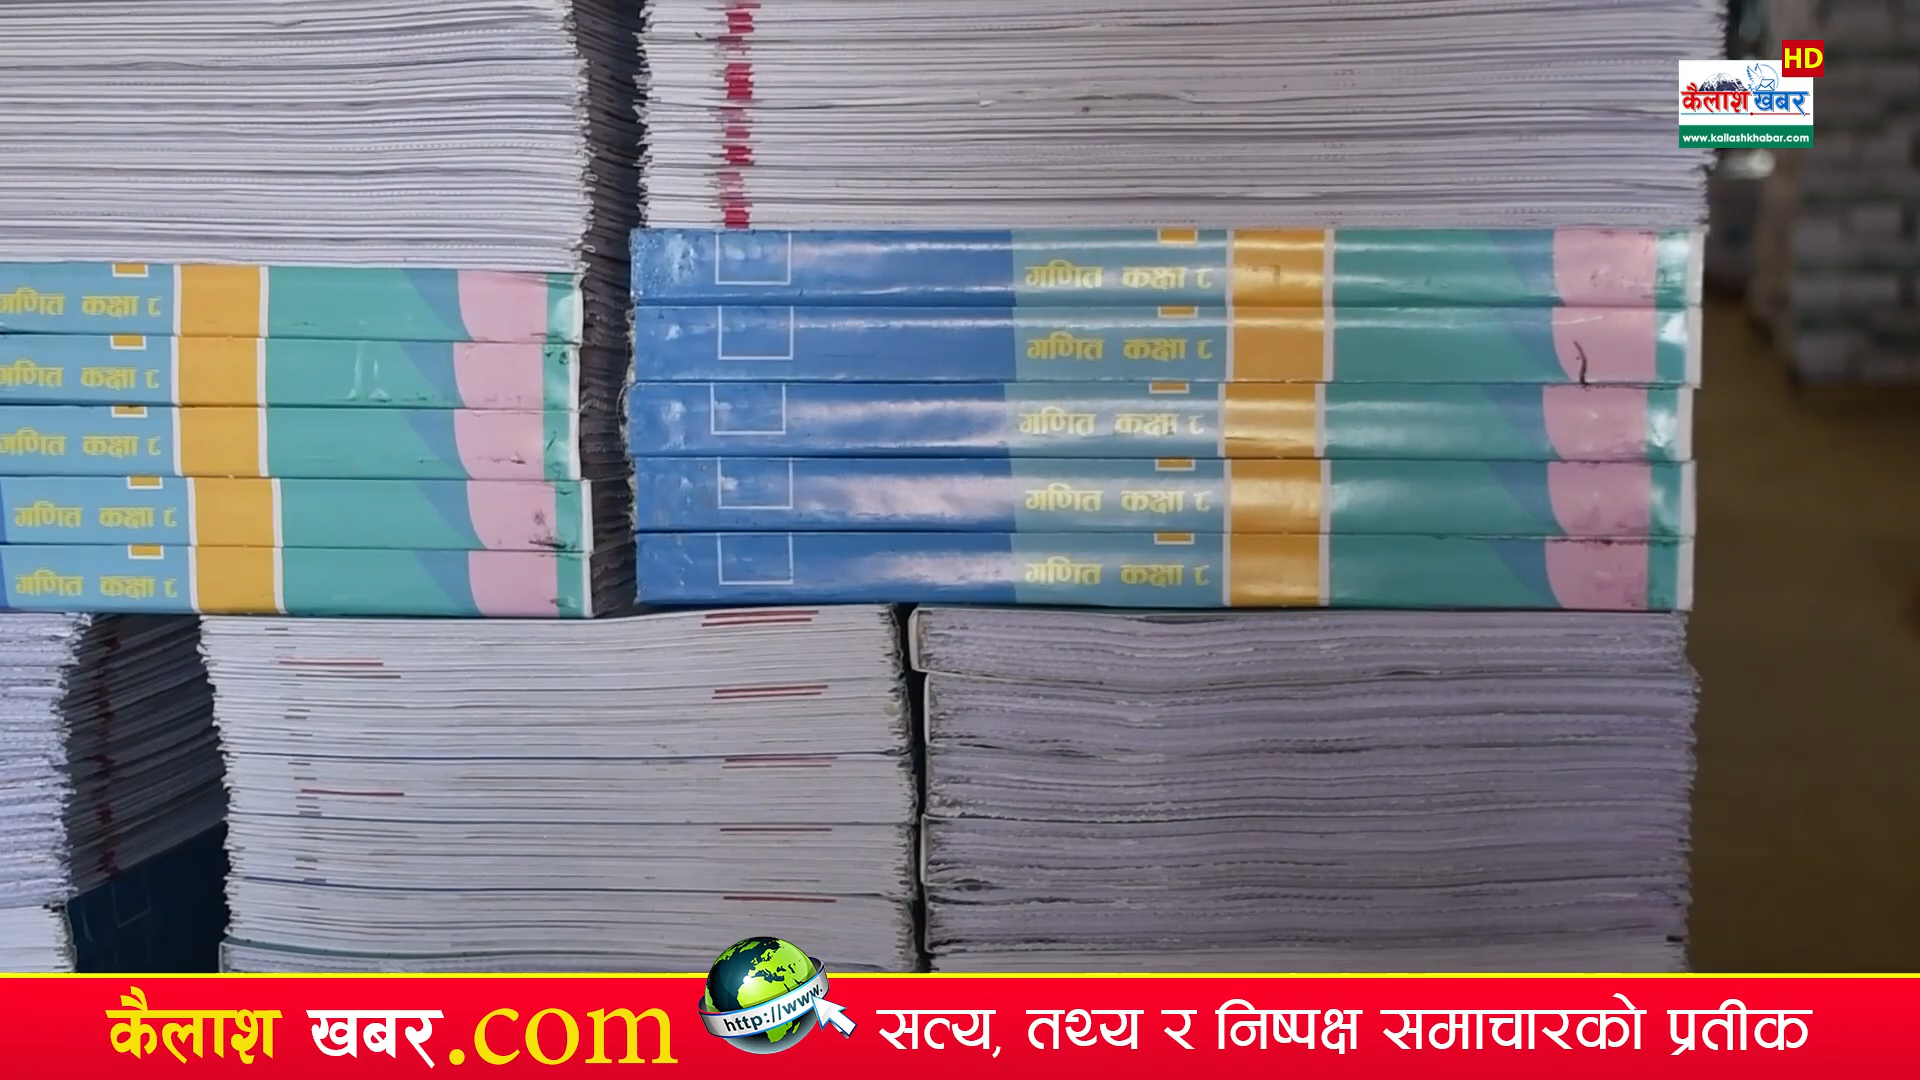 HD
कैलाश खबर
www.kailashkhabar.com
गणित कक्षा ८
गणित कक्षा ८
गणित कक्षा ८
गणित कक्षा ८
गणित कक्षा ८
गणित कक्षा ८
गणित कक्षा ८
गणित कक्षा ८
गणित कक्षा ८
गणित कक्षा ८
कैलाश खबर.com
http://www.
सत्य, तथ्य र निष्पक्ष समाचारको प्रतीक